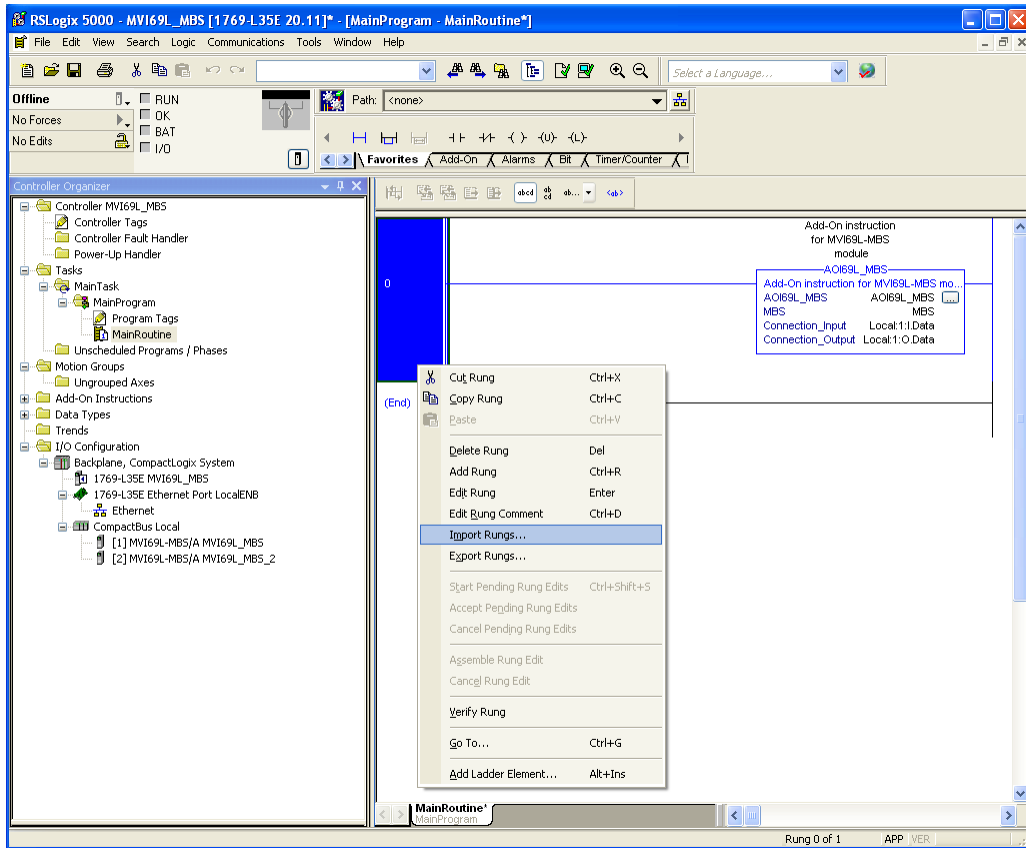 RSLogix 5000 - MVI69L_MBS [1769-L35E 20.11]* - [MainProgram - MainRoutine*]
File Edit View Search Logic Communications Tools Window Help
Select a Language...
Offline
RUN
No Forces
OK
No Edits
BAT
I/O
Path: <none>
Favorites Add-On Alarms Bit Timer/Counter
Controller Organizer
Controller MVI69L_MBS
Controller Tags
Controller Fault Handler
Power-Up Handler
Tasks
MainTask
MainProgram
Program Tags
MainRoutine
Unscheduled Programs / Phases
Motion Groups
Ungrouped Axes
Add-On Instructions
Data Types
Trends
I/O Configuration
Backplane, CompactLogix System
1769-L35E MVI69L_MBS
1769-L35E Ethernet Port LocalENB
Ethernet
CompactBus Local
[1] MVI69L-MBS/A MVI69L_MBS
[2] MVI69L-MBS/A MVI69L_MBS_2
abcd ab cd ab... <ab>
0
Add-On instruction
for MVI69L-MBS
module
AOI69L_MBS
Add-On instruction for MVI69L-MBS mo...
AOI69L_MBS AOI69L_MBS ...
MBS MBS
Connection_Input Local:1:I.Data
Connection_Output Local:1:O.Data
(End)
Cut Rung Ctrl+X
Copy Rung Ctrl+C
Paste Ctrl+V
Delete Rung Del
Add Rung Ctrl+R
Edit Rung Enter
Edit Rung Comment Ctrl+D
Import Rungs...
Export Rungs...
Start Pending Rung Edits Ctrl+Shift+S
Accept Pending Rung Edits
Cancel Pending Rung Edits
Assemble Rung Edit
Cancel Rung Edit
Verify Rung
Go To... Ctrl+G
Add Ladder Element... Alt+Ins
MainRoutine*
MainProgram
Rung 0 of 1 APP VER